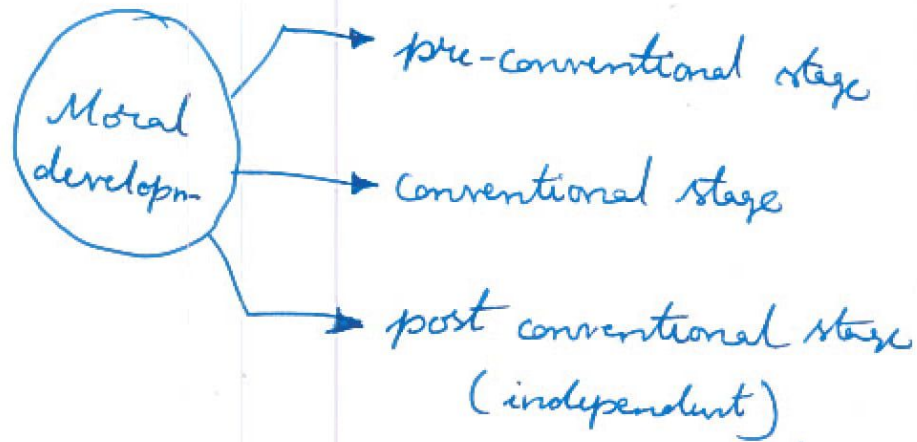 Moral
developm-
pre-conventional stage
conventional stage
post conventional stage
(independent)